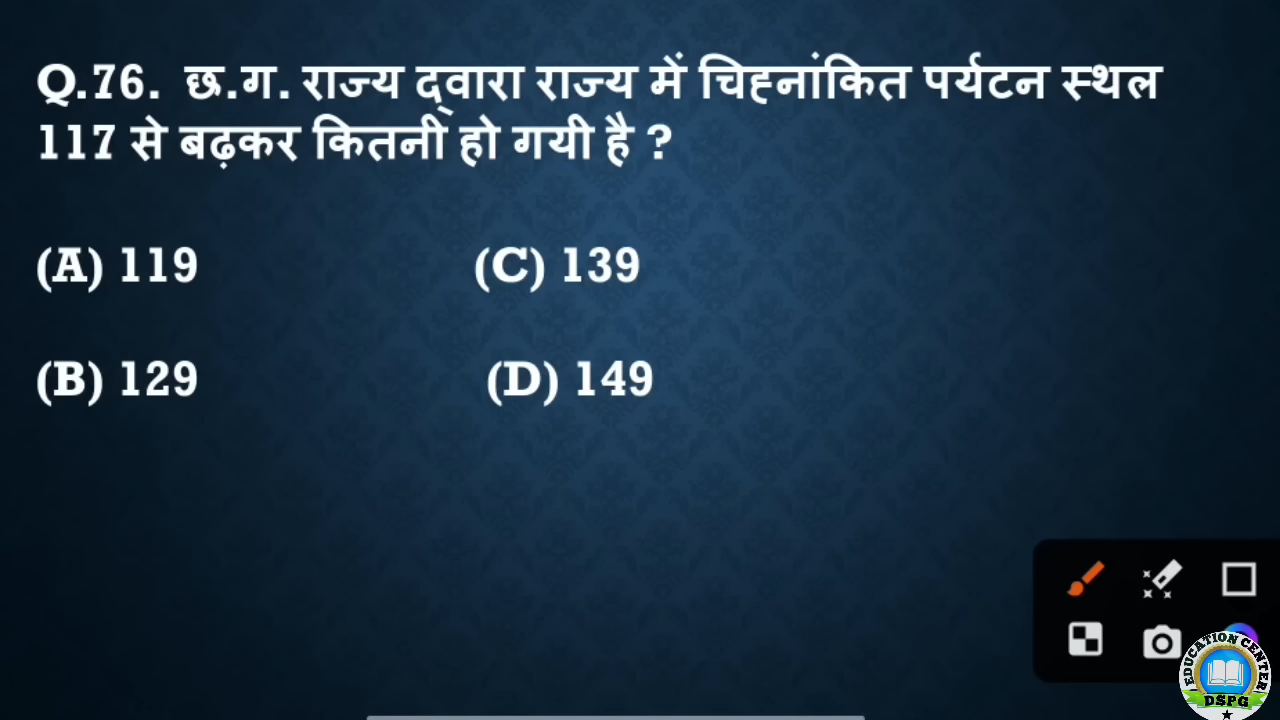 Q.76. छ.ग. राज्य द्वारा राज्य में चिह्नांकित पर्यटन स्थल
117 से बढ़कर कितनी हो गयी है ?
(A) 119 (C) 139
(B) 129 (D) 149
EDUCATION CENTER
DSPG